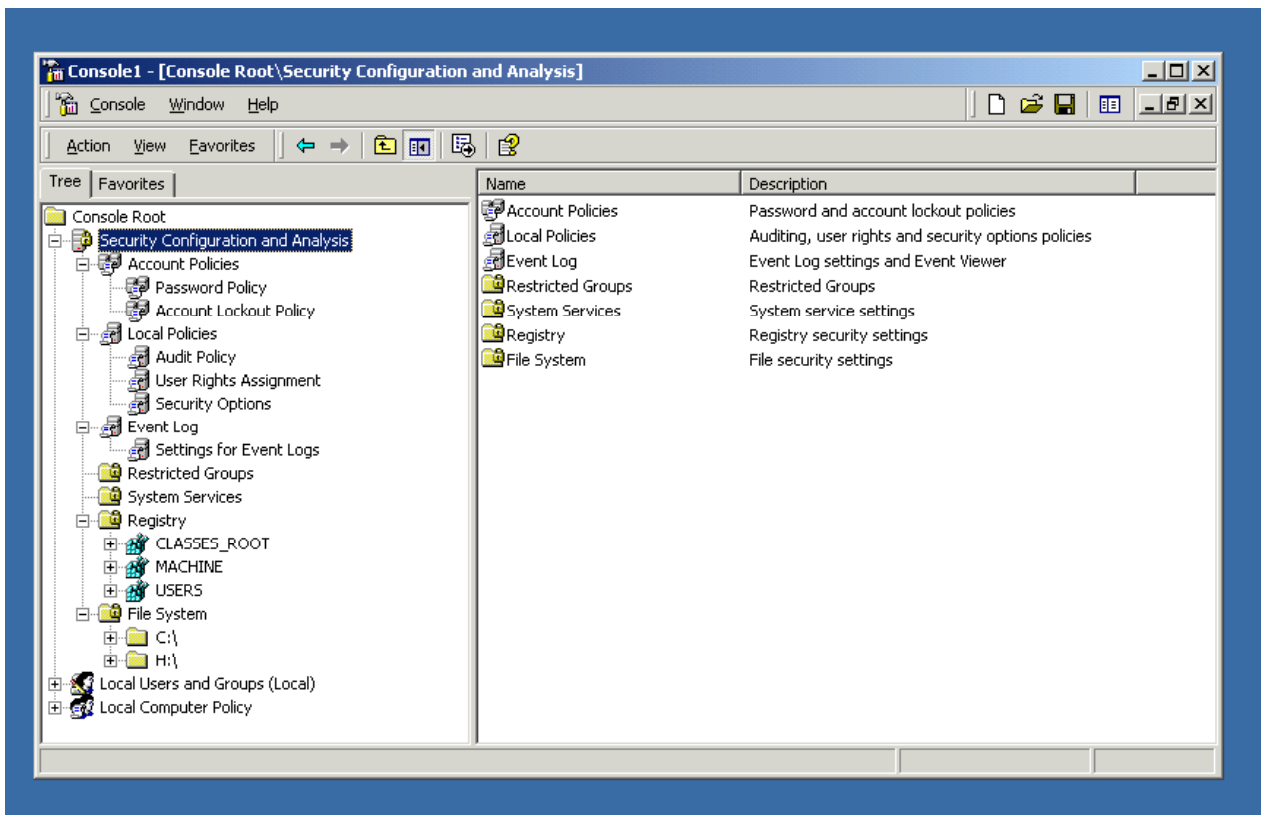 Console1 - [Console Root\Security Configuration and Analysis]
Console Window Help
Action View Favorites
Tree Favorites
Console Root
Security Configuration and Analysis
Account Policies
Password Policy
Account Lockout Policy
Local Policies
Audit Policy
User Rights Assignment
Security Options
Event Log
Settings for Event Logs
Restricted Groups
System Services
Registry
CLASSES_ROOT
MACHINE
USERS
File System
C:\
H:\
Local Users and Groups (Local)
Local Computer Policy
Name Description
Account Policies Password and account lockout policies
Local Policies Auditing, user rights and security options policies
Event Log Event Log settings and Event Viewer
Restricted Groups Restricted Groups
System Services System service settings
Registry Registry security settings
File System File security settings